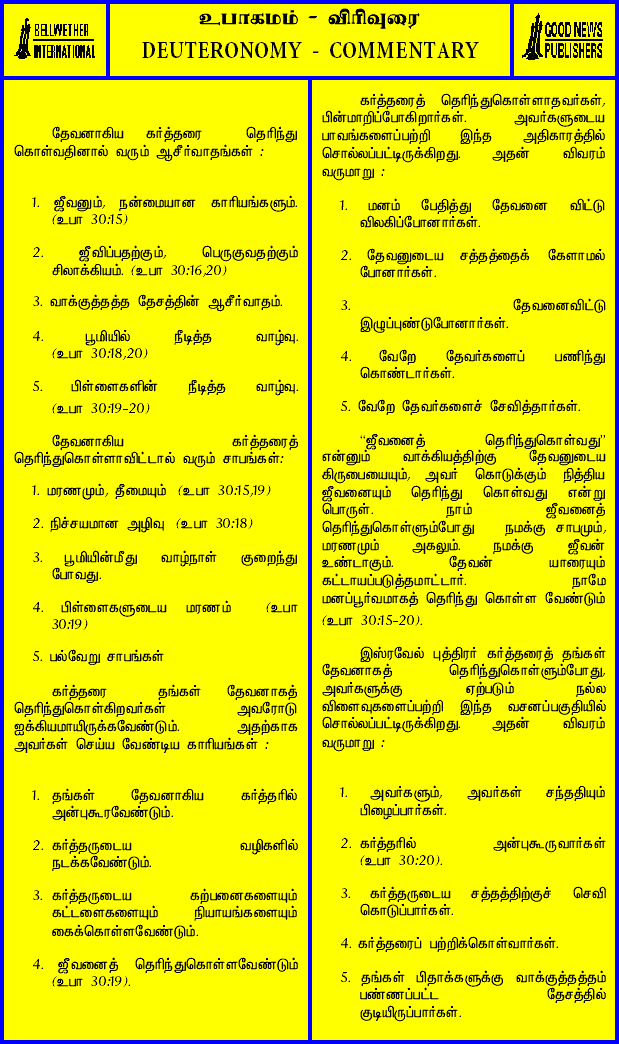 உபாகமம் - விரிவுரை
BELLWETHER
INTERNATIONAL
DEUTERONOMY - COMMENTARY
GOOD NEWS
PUBLISHERS
தேவனாகிய கர்த்தரை தெரிந்து
கொள்வதினால் வரும் ஆசீர்வாதங்கள் :
1. ஜீவனும், நன்மையான காரியங்களும்.
(உபா 30:15)
2. ஜீவிப்பதற்கும், பெருகுவதற்கும்
சிலாக்கியம். (உபா 30:16,20)
3. வாக்குத்தத்த தேசத்தின் ஆசீர்வாதம்.
4. பூமியில் நீடித்த வாழ்வு.
(உபா 30:18,20)
5. பிள்ளைகளின் நீடித்த வாழ்வு.
(உபா 30:19-20)
தேவனாகிய கர்த்தரைத்
தெரிந்துகொள்ளாவிட்டால் வரும் சாபங்கள்:
1. மரணமும், தீமையும் (உபா 30:15,19)
2. நிச்சயமான அழிவு (உபா 30:18)
3. பூமியின்மீது வாழ்நாள் குறைந்து
போவது.
4. பிள்ளைகளுடைய மரணம் (உபா
30:19)
5. பல்வேறு சாபங்கள்
கர்த்தரை தங்கள் தேவனாகத்
தெரிந்துகொள்கிறவர்கள் அவரோடு
ஐக்கியமாயிருக்கவேண்டும். அதற்காக
அவர்கள் செய்ய வேண்டிய காரியங்கள் :
1. தங்கள் தேவனாகிய கர்த்தரில்
அன்புகூரவேண்டும்.
2. கர்த்தருடைய வழிகளில்
நடக்கவேண்டும்.
3. கர்த்தருடைய கற்பனைகளையும்
கட்டளைகளையும் நியாயங்களையும்
கைக்கொள்ளவேண்டும்.
4. ஜீவனைத் தெரிந்துகொள்ளவேண்டும்
(உபா 30:19).
கர்த்தரைத் தெரிந்துகொள்ளாதவர்கள்,
பின்மாறிப்போகிறார்கள். அவர்களுடைய
பாவங்களைப்பற்றி இந்த அதிகாரத்தில்
சொல்லப்பட்டிருக்கிறது. அதன் விவரம்
வருமாறு :
1. மனம் பேதித்து தேவனை விட்டு
விலகிப்போனார்கள்.
2. தேவனுடைய சத்தத்தைக் கேளாமல்
போனார்கள்.
3. தேவனைவிட்டு
இழுப்புண்டுபோனார்கள்.
4. வேறே தேவர்களைப் பணிந்து
கொண்டார்கள்.
5. வேறே தேவர்களைச் சேவித்தார்கள்.
“ஜீவனைத் தெரிந்துகொள்வது”
என்னும் வாக்கியத்திற்கு தேவனுடைய
கிருபையையும், அவர் கொடுக்கும் நித்திய
ஜீவனையும் தெரிந்து கொள்வது என்று
பொருள். நாம் ஜீவனைத்
தெரிந்துகொள்ளும்போது நமக்கு சாபமும்,
மரணமும் அகலும். நமக்கு ஜீவன்
உண்டாகும். தேவன் யாரையும்
கட்டாயப்படுத்தமாட்டார். நாமே
மனப்பூர்வமாகத் தெரிந்து கொள்ள வேண்டும்
(உபா 30:15-20).
இஸ்ரவேல் புத்திரர் கர்த்தரைத் தங்கள்
தேவனாகத் தெரிந்துகொள்ளும்போது,
அவர்களுக்கு ஏற்படும் நல்ல
விளைவுகளைப்பற்றி இந்த வசனப்பகுதியில்
சொல்லப்பட்டிருக்கிறது. அதன் விவரம்
வருமாறு :
1. அவர்களும், அவர்கள் சந்ததியும்
பிழைப்பார்கள்.
2. கர்த்தரில் அன்புகூருவார்கள்
(உபா 30:20).
3. கர்த்தருடைய சத்தத்திற்குச் செவி
கொடுப்பார்கள்.
4. கர்த்தரைப் பற்றிக்கொள்வார்கள்.
5. தங்கள் பிதாக்களுக்கு வாக்குத்தத்தம்
பண்ணப்பட்ட தேசத்தில்
குடியிருப்பார்கள்.